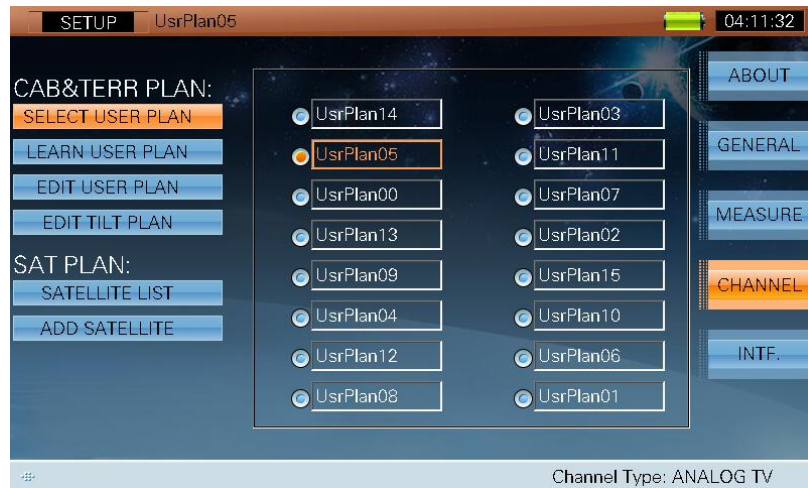 SETUP UsrPlan05 04:11:32
CAB&TERR PLAN:
SELECT USER PLAN
LEARN USER PLAN
EDIT USER PLAN
EDIT TILT PLAN
SAT PLAN:
SATELLITE LIST
ADD SATELLITE
UsrPlan14 UsrPlan03
UsrPlan05 UsrPlan11
UsrPlan00 UsrPlan07
UsrPlan13 UsrPlan02
UsrPlan09 UsrPlan15
UsrPlan04 UsrPlan10
UsrPlan12 UsrPlan06
UsrPlan08 UsrPlan01
ABOUT
GENERAL
MEASURE
CHANNEL
INTF.
Channel Type: ANALOG TV